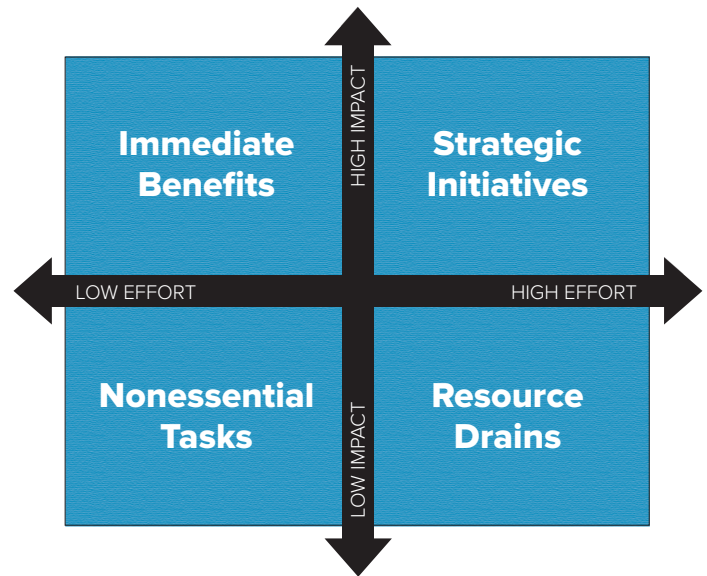 HIGH IMPACT
Immediate
Benefits
Strategic
Initiatives
LOW EFFORT
HIGH EFFORT
Nonessential
Tasks
Resource
Drains
LOW IMPACT